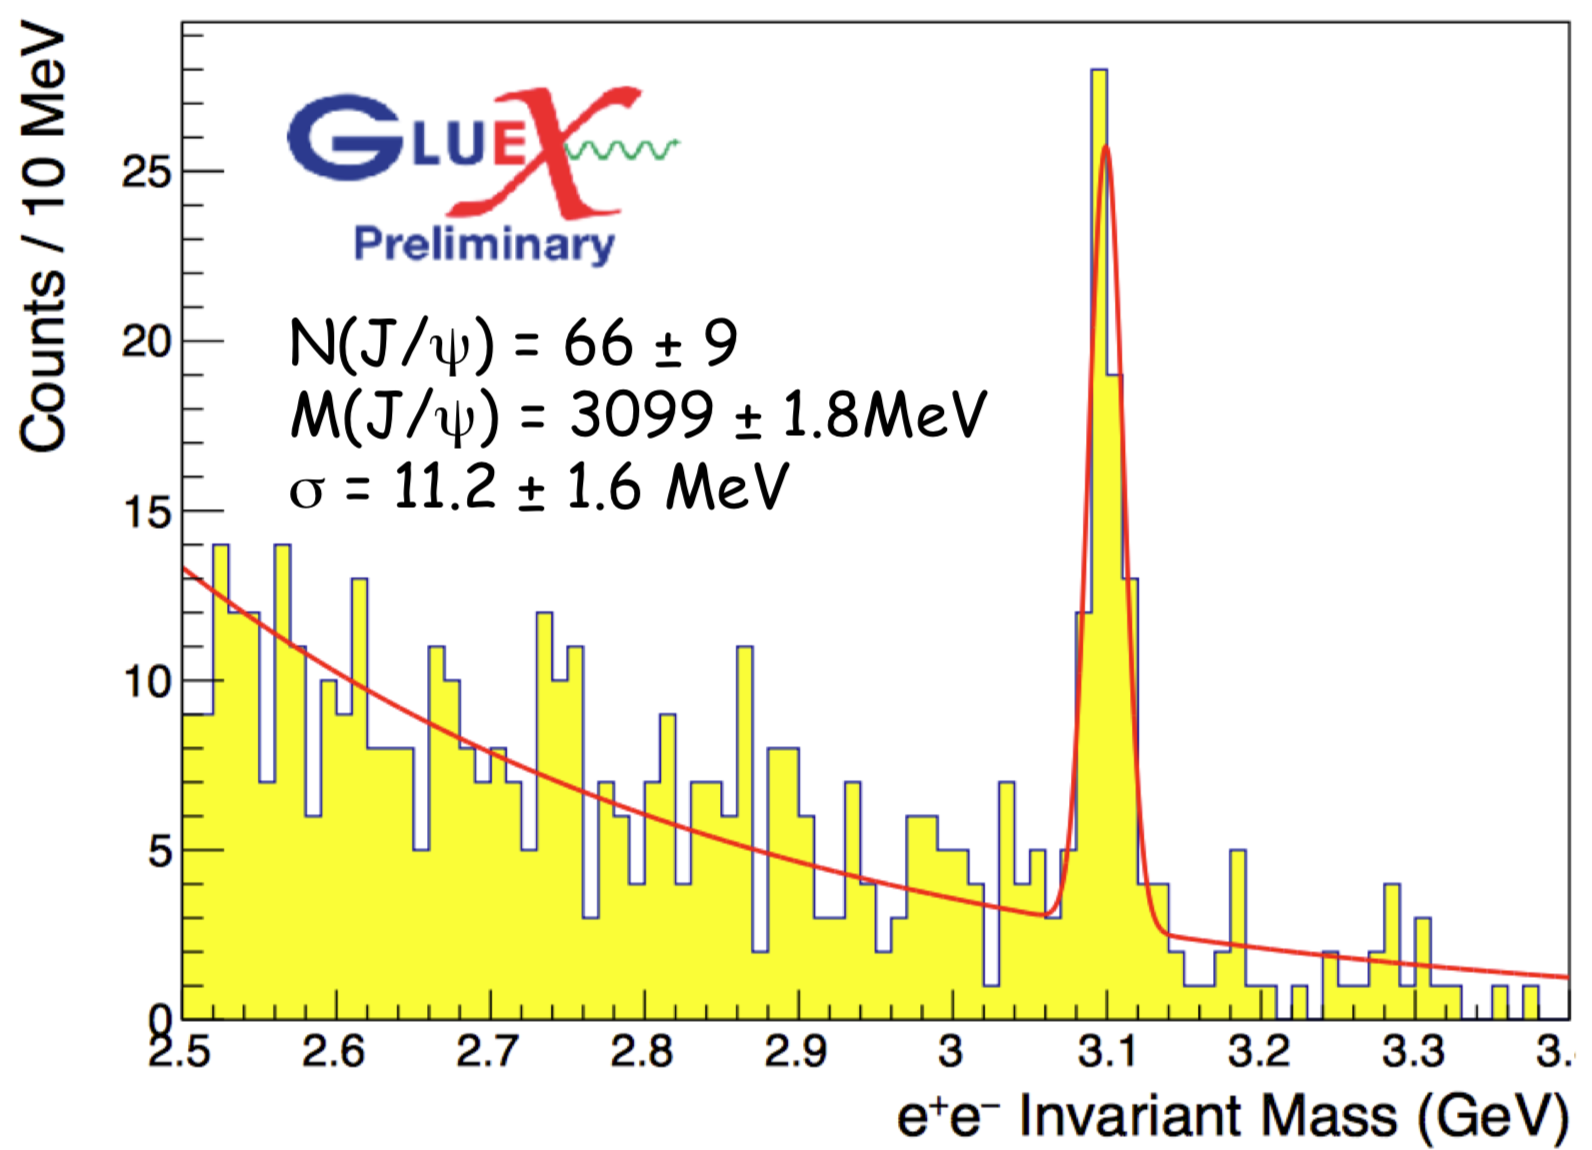 Counts / 10 MeV
25
20
15
10
5
0
GLUEX
Preliminary
N(J/ψ) = 66 ± 9
M(J/ψ) = 3099 ± 1.8MeV
σ = 11.2 ± 1.6 MeV
2.5 2.6 2.7 2.8 2.9 3 3.1 3.2 3.3 3.
e⁺e⁻ Invariant Mass (GeV)